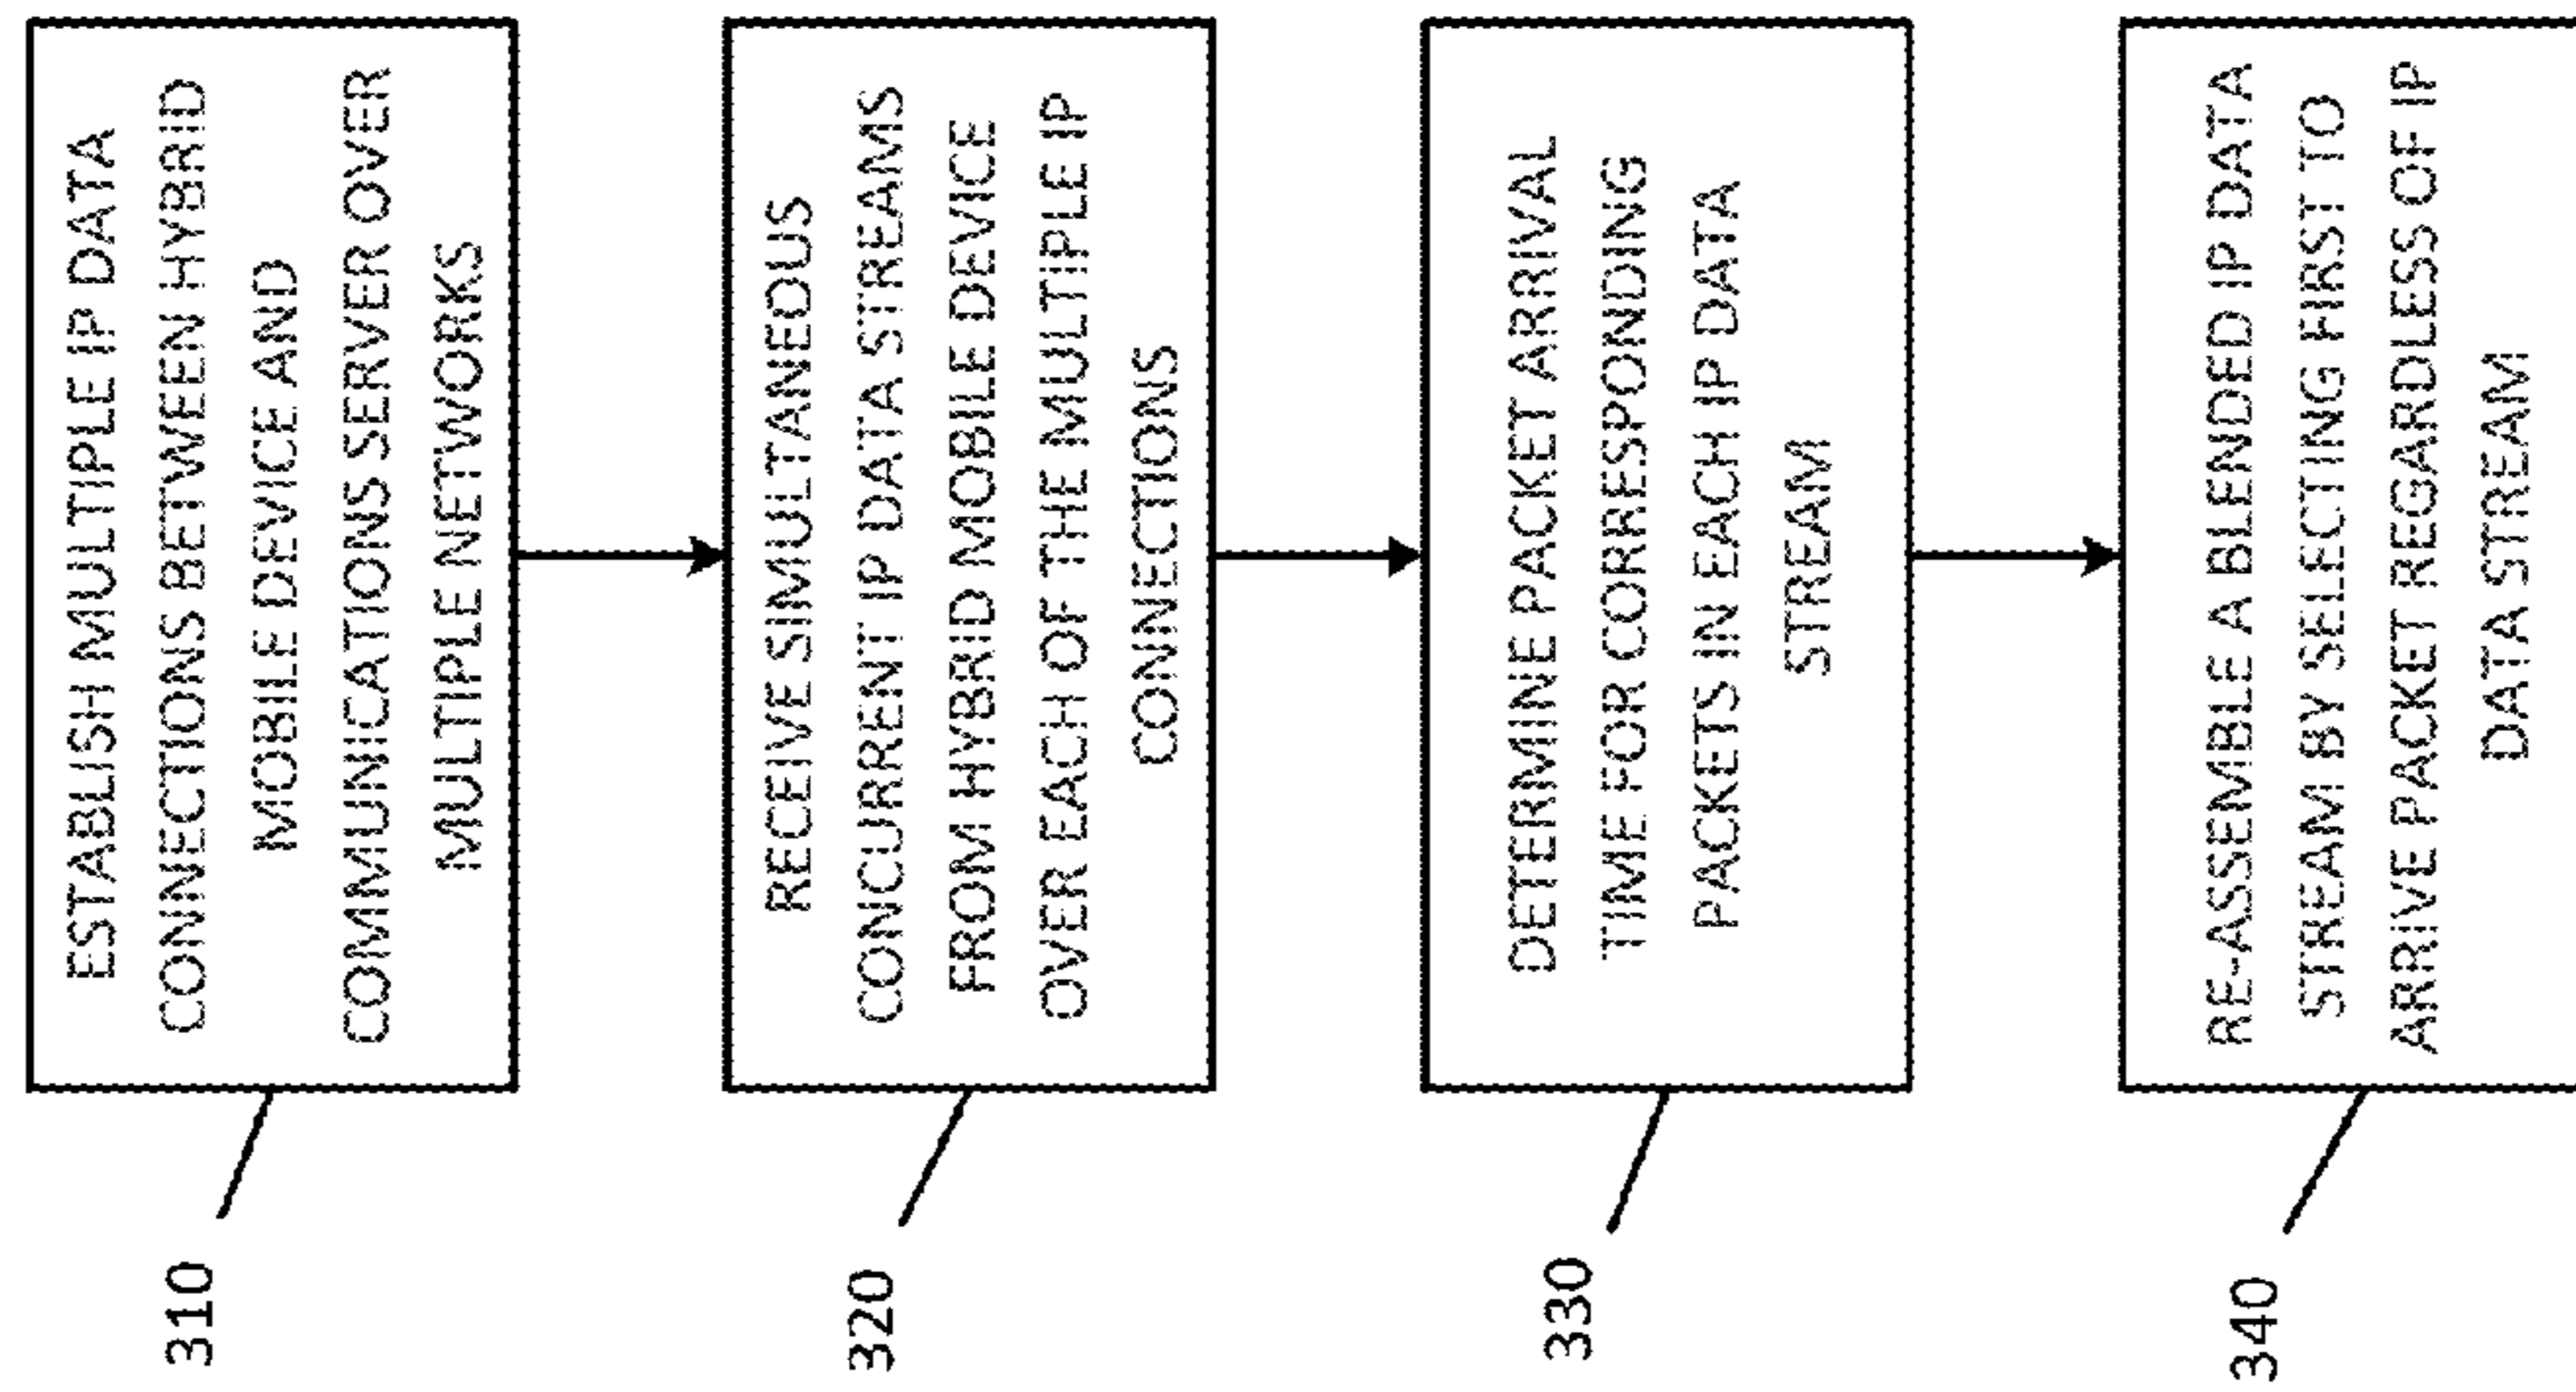 310
ESTABLISH MULTIPLE IP DATA
CONNECTIONS BETWEEN HYBRID
MOBILE DEVICE AND
COMMUNICATIONS SERVER OVER
MULTIPLE NETWORKS
320
RECEIVE SIMULTANEOUS
CONCURRENT IP DATA STREAMS
FROM HYBRID MOBILE DEVICE
OVER EACH OF THE MULTIPLE IP
CONNECTIONS
330
DETERMINE PACKET ARRIVAL
TIME FOR CORRESPONDING
PACKETS IN EACH IP DATA
STREAM
340
RE-ASSEMBLE A BLENDED IP DATA
STREAM BY SELECTING FIRST TO
ARRIVE PACKET REGARDLESS OF IP
DATA STREAM